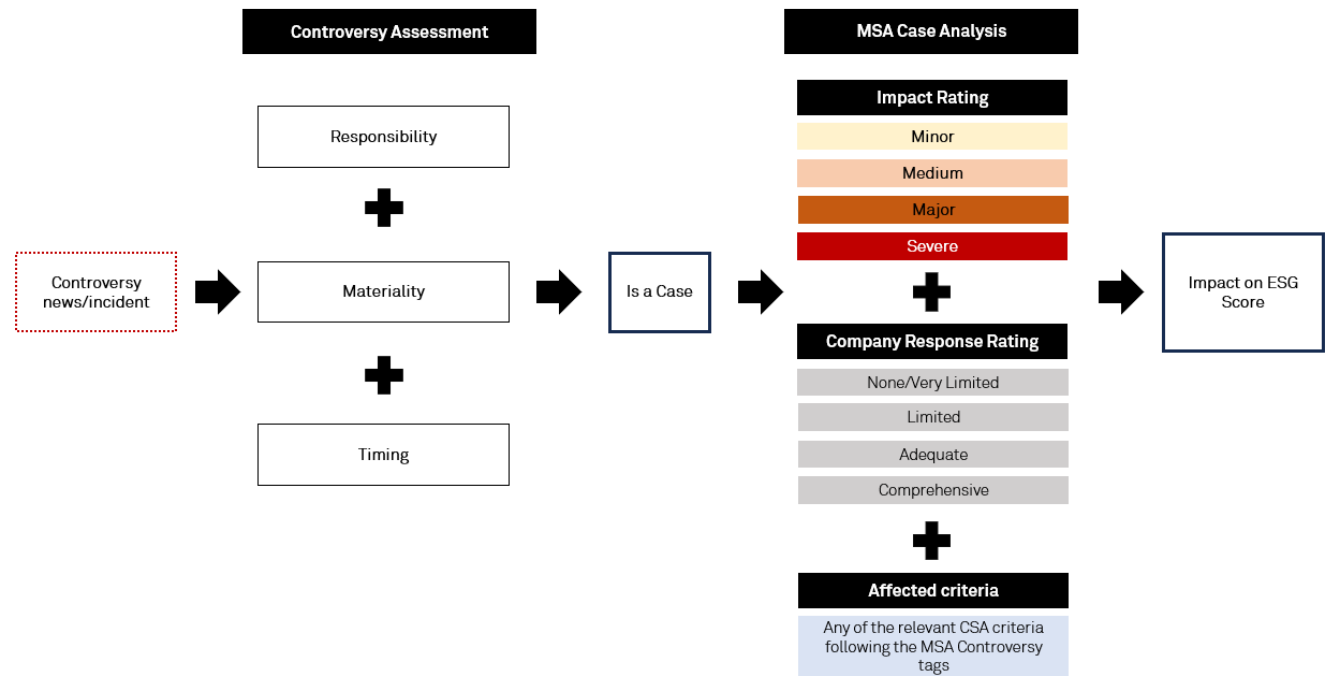 Controversy Assessment
MSA Case Analysis
Controversy
news/incident
Responsibility
Materiality
Timing
Is a Case
Impact Rating
Minor
Medium
Major
Severe
Company Response Rating
None/Very Limited
Limited
Adequate
Comprehensive
Affected criteria
Any of the relevant CSA criteria
following the MSA Controversy
tags
Impact on ESG
Score